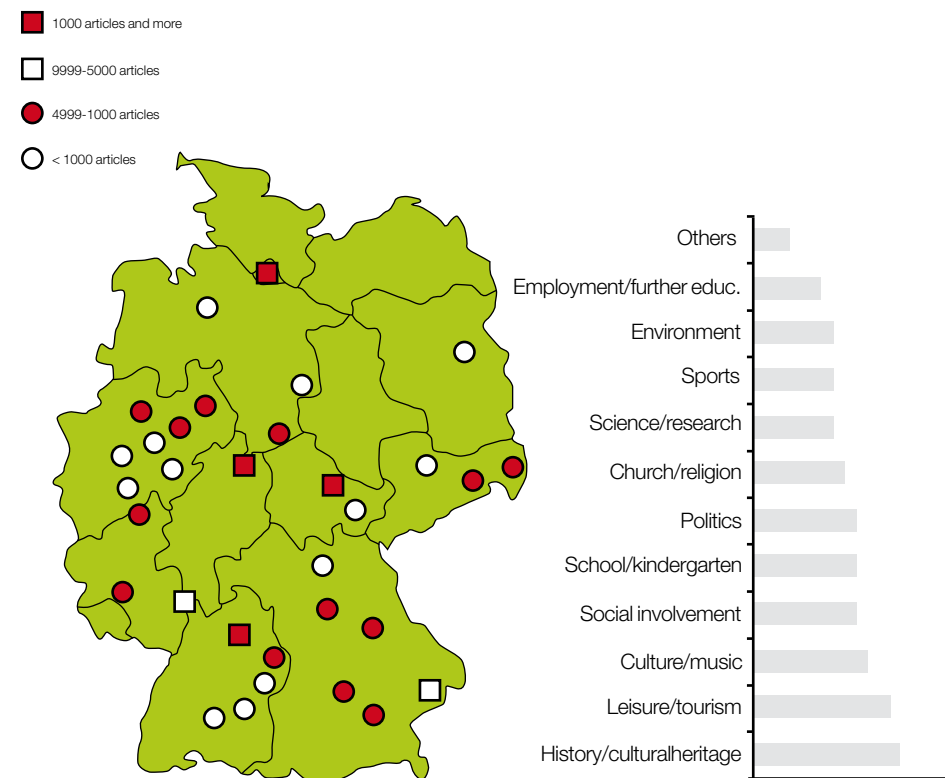 1000 articles and more
9999-5000 articles
4999-1000 articles
< 1000 articles
Others
Employment/further educ.
Environment
Sports
Science/research
Church/religion
Politics
School/kindergarten
Social involvement
Culture/music
Leisure/tourism
History/culturalheritage